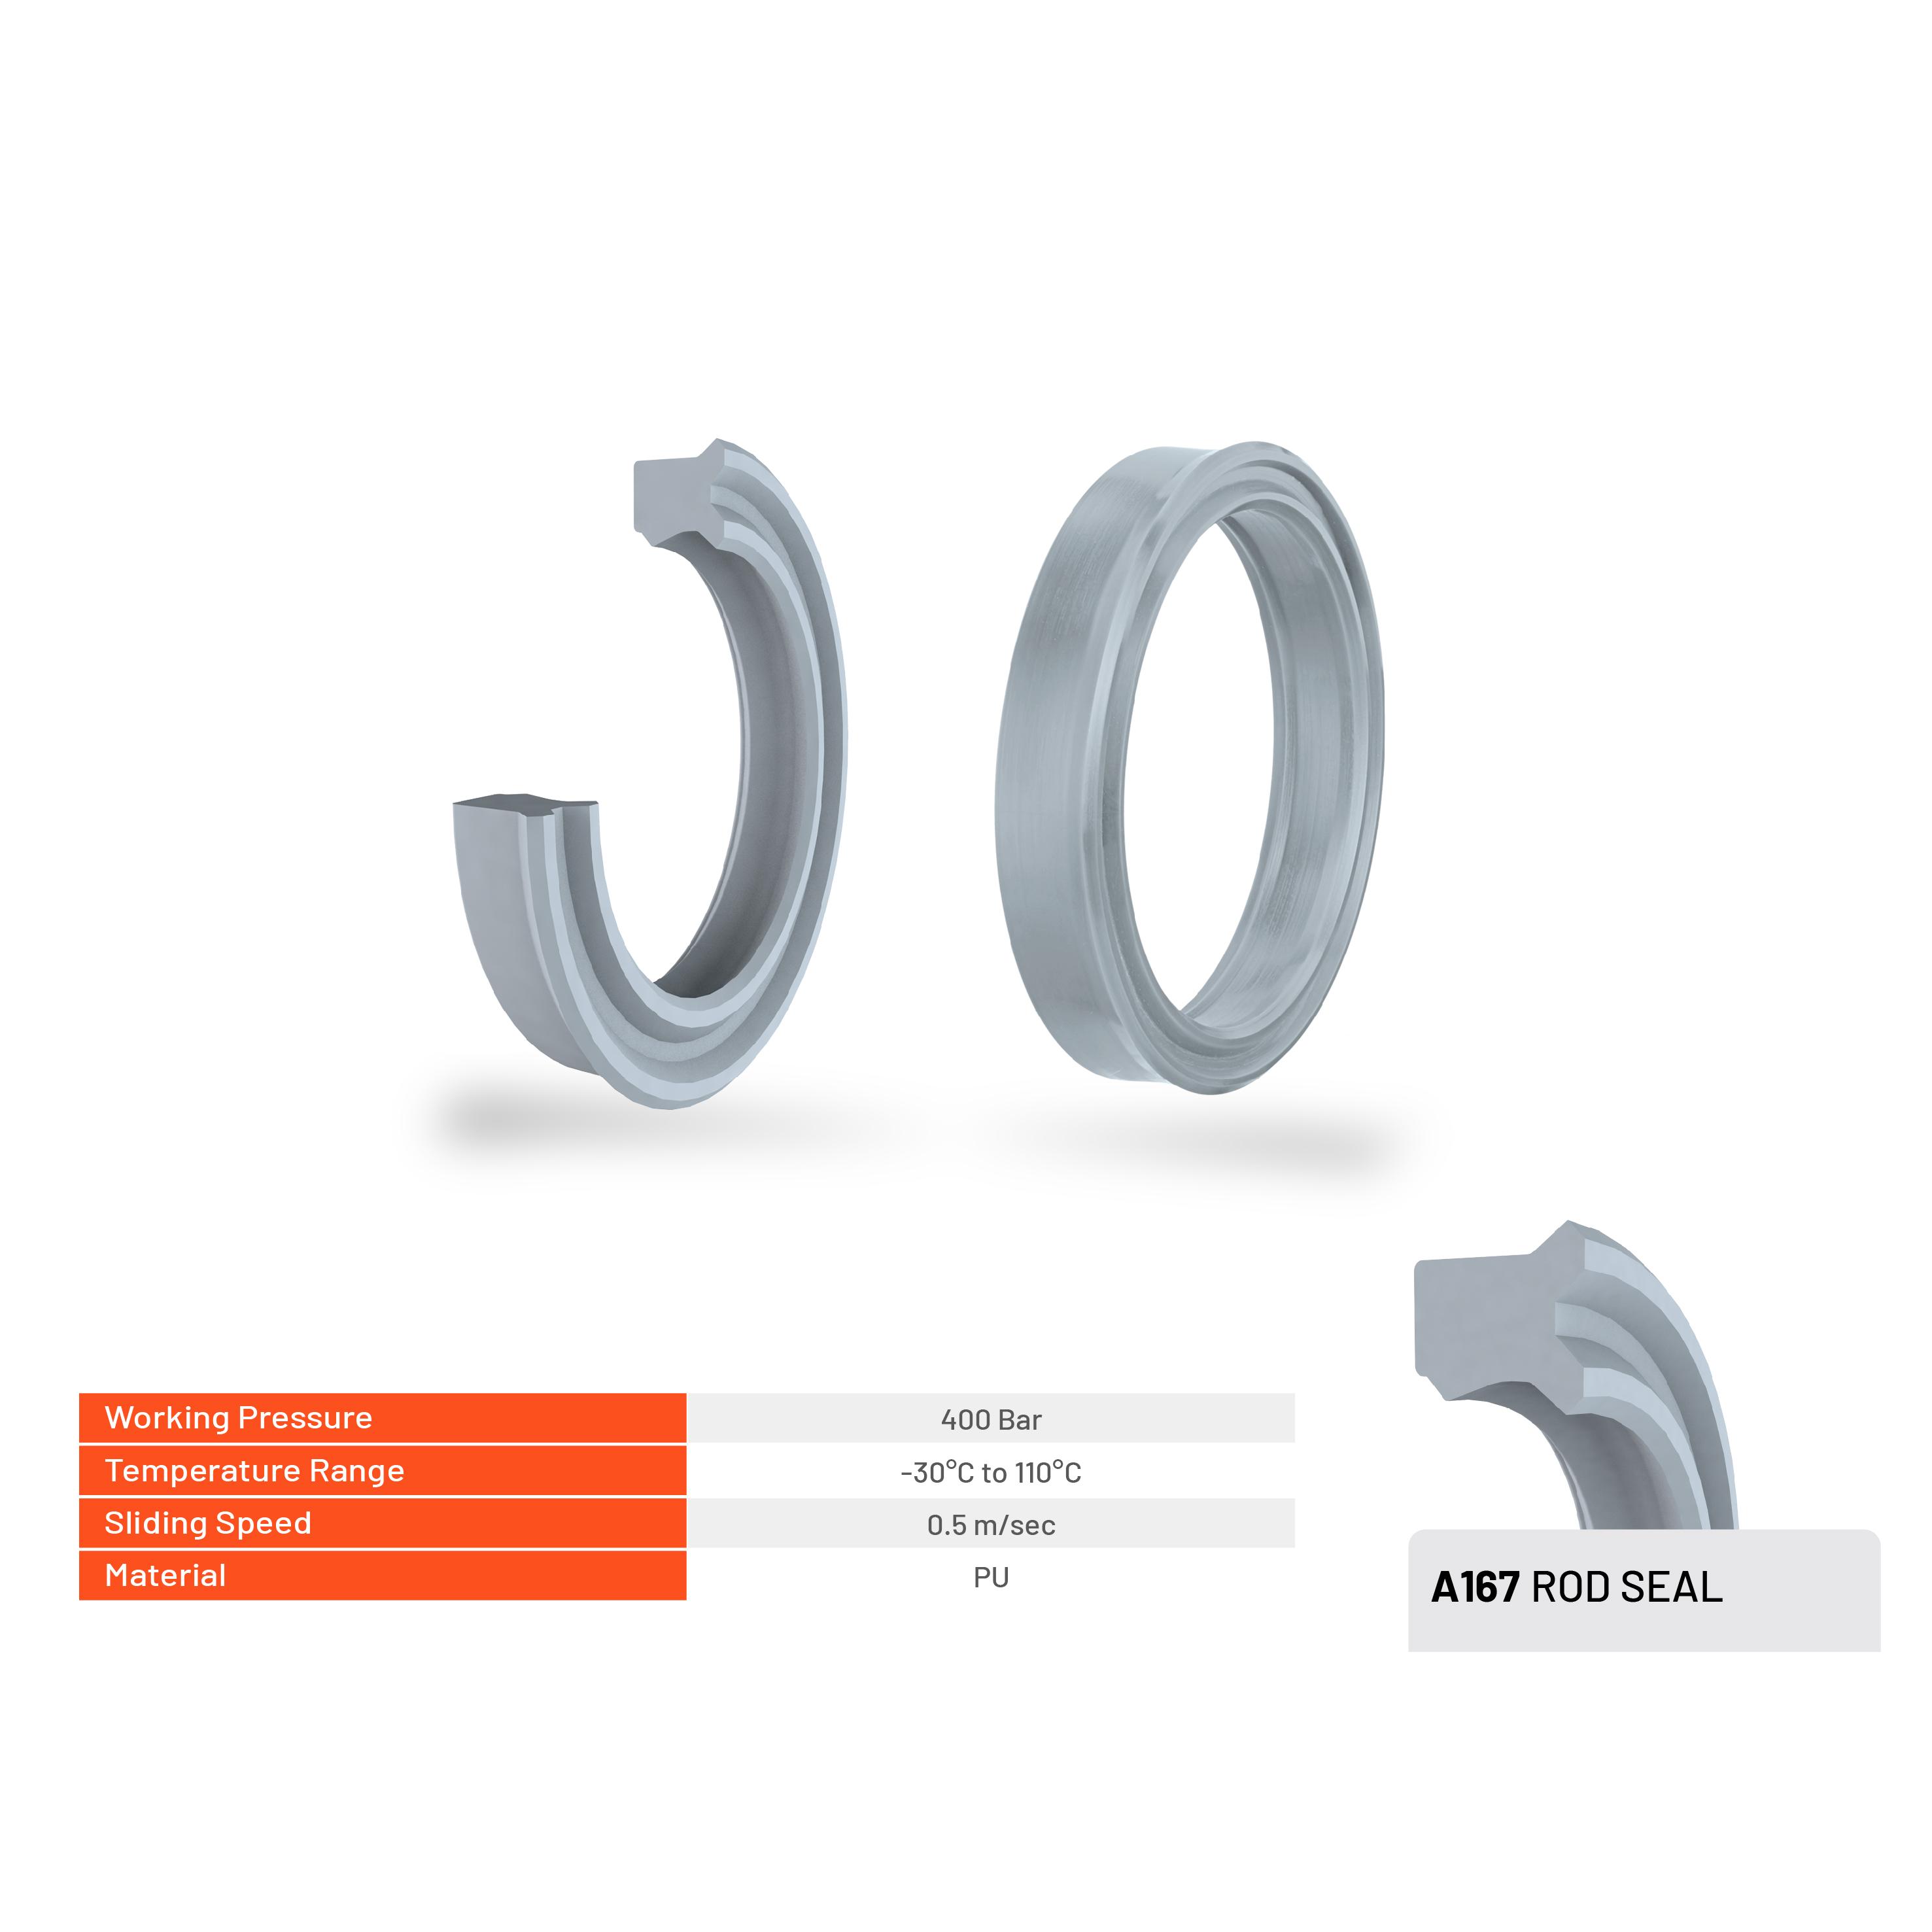 Working Pressure 400 Bar
Temperature Range -30°C to 110°C
Sliding Speed 0.5 m/sec
Material PU
A167 ROD SEAL